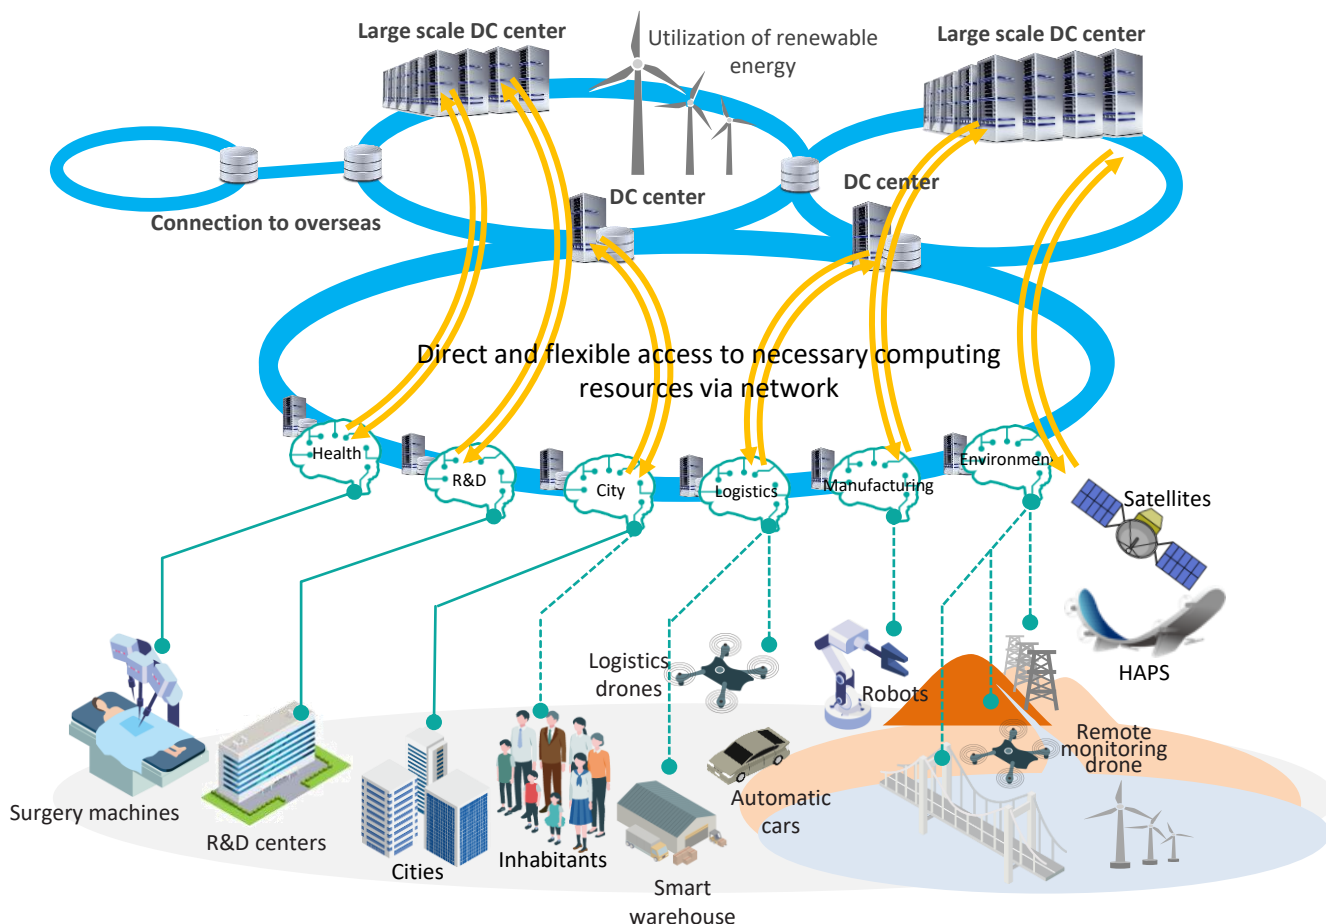 Large scale DC center
Utilization of renewable
energy
Large scale DC center
DC center
DC center
Connection to overseas
Direct and flexible access to necessary computing
resources via network
Health
R&D
City
Logistics
Manufacturing
Environment
Satellites
HAPS
Logistics
drones
Robots
Remote
monitoring
drone
Automatic
cars
Surgery machines
R&D centers
Cities
Inhabitants
Smart
warehouse